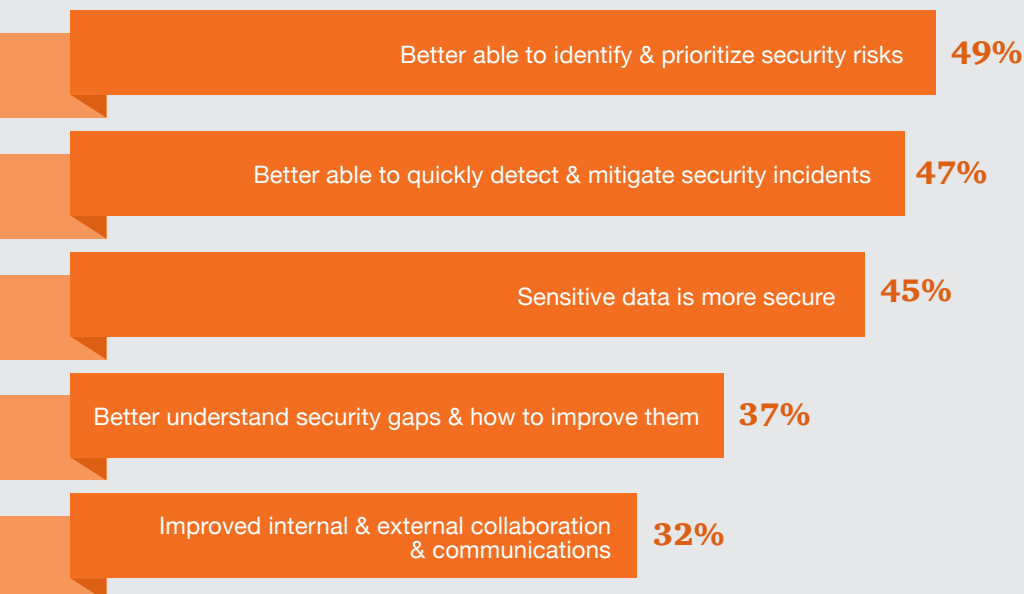 Better able to identify & prioritize security risks 49%
Better able to quickly detect & mitigate security incidents 47%
Sensitive data is more secure 45%
Better understand security gaps & how to improve them 37%
Improved internal & external collaboration
& communications 32%